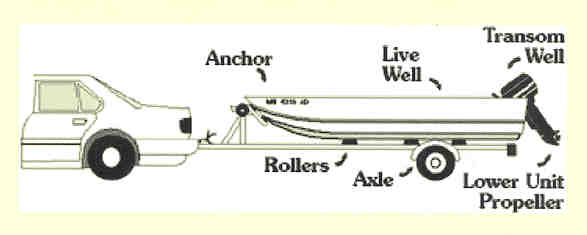 Transom
Well
Anchor
Live
Well
Rollers
Axle
Lower Unit
Propeller